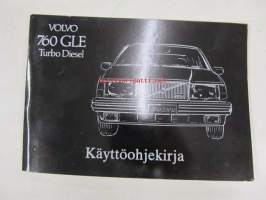 VOLVO
760 GLE
Turbo Diesel
Käyttöohjekirja